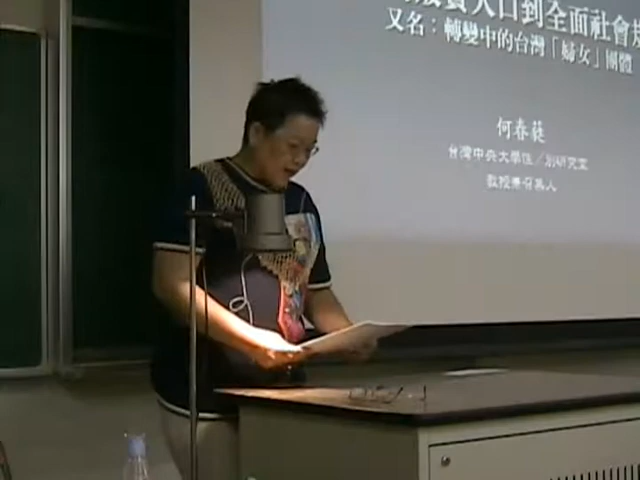 人口到全面社會規
又名：轉變中的台灣「婦女」團體
何春蕤
台灣中央大學性／別研究室
教授兼召集人